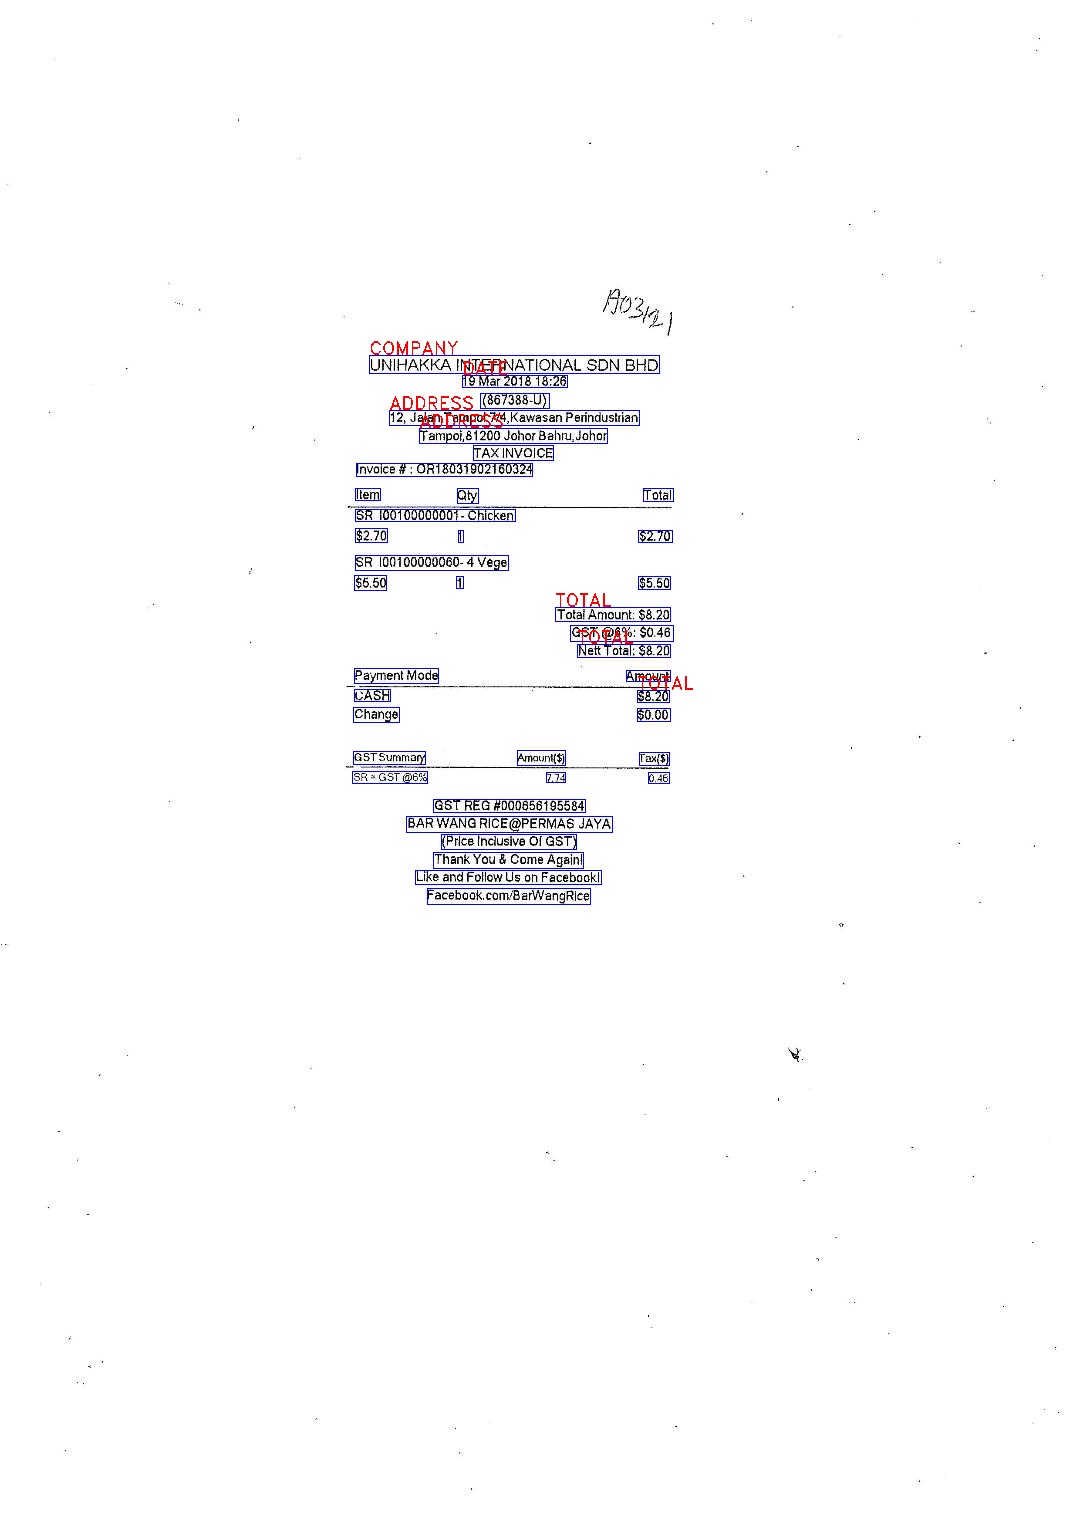 A03121
COMPANY
UNIHAKKA INTERNATIONAL SDN BHD
DATE
19 Mar 2018 18:26
ADDRESS (867388-U)
12, Jalan Tampoi 7/4,Kawasan Perindustrian
ADDRESS
Tampoi,81200 Johor Bahru,Johor
TAX INVOICE
Invoice # : OR18031902160324
Item Qty Total
SR I00100000001- Chicken
$2.70 1 $2.70
SR I00100000060- 4 Vege
$5.50 1 $5.50
TOTAL
Total Amount: $8.20
GST @6%: $0.46
TOTAL
Nett Total: $8.20
Payment Mode Amount
TOTAL
CASH $8.20
Change $0.00
GST Summary Amount($) Tax($)
SR = GST @6% 7.74 0.46
GST REG #000656195584
BAR WANG RICE@PERMAS JAYA
(Price Inclusive Of GST)
Thank You & Come Again!
Like and Follow Us on Facebook!
Facebook.com/BarWangRice